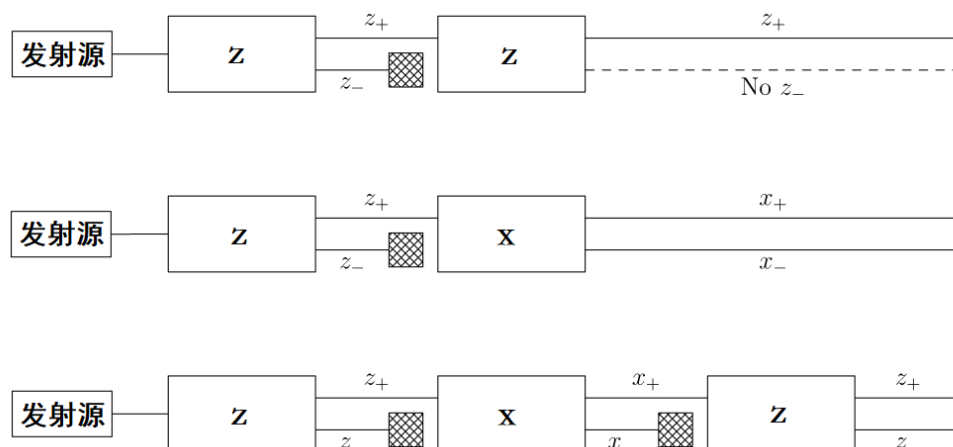 z₊ z₊
发射源 Z Z
z₋ No z₋
z₊ x₊
发射源 Z X
z₋ x₋
z₊ x₊ z₊
发射源 Z X Z
z x z